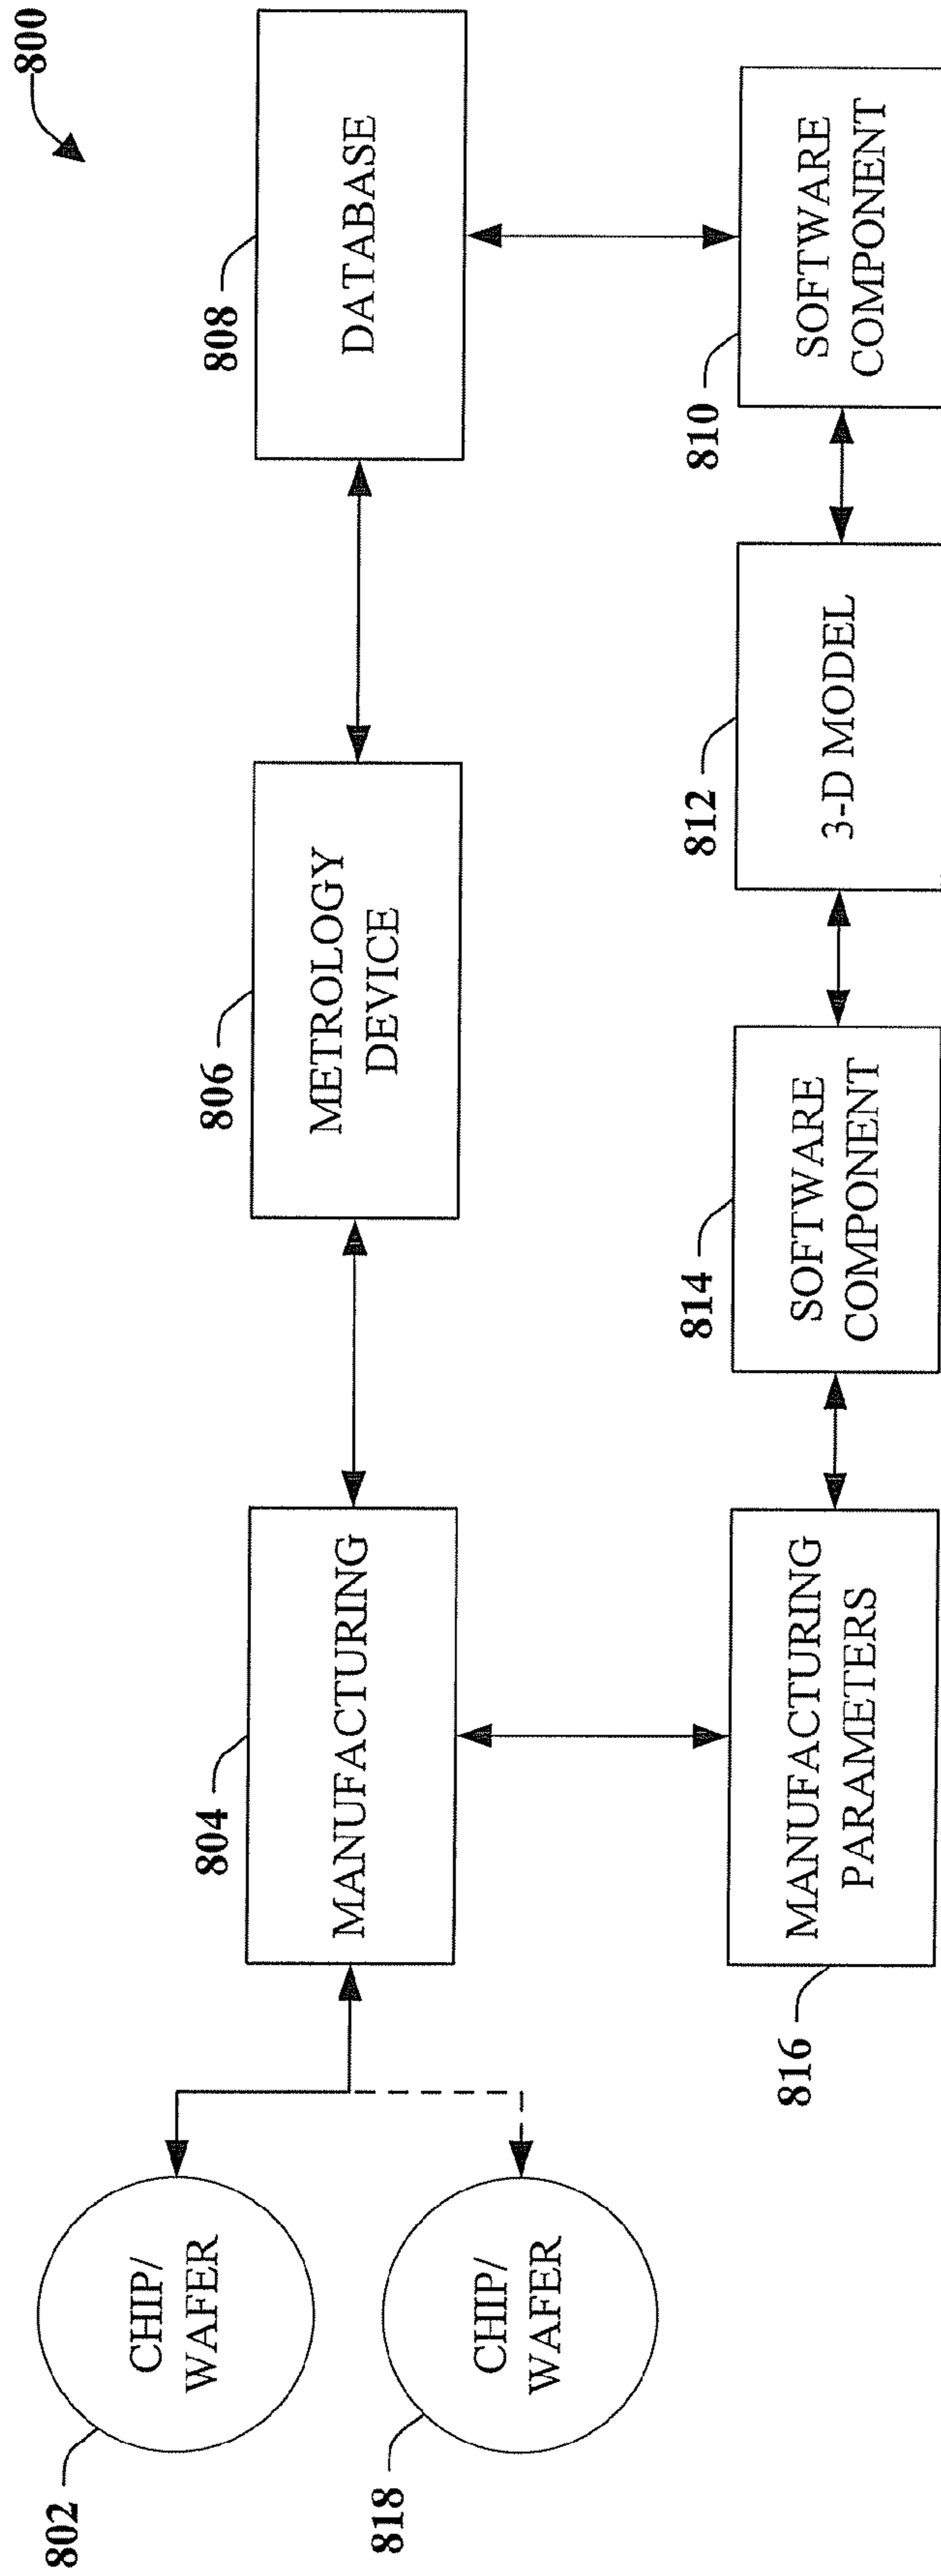 800
802
CHIP/
WAFER
818
CHIP/
WAFER
804
MANUFACTURING
806
METROLOGY
DEVICE
808
DATABASE
816
MANUFACTURING
PARAMETERS
814
SOFTWARE
COMPONENT
812
3-D MODEL
810
SOFTWARE
COMPONENT